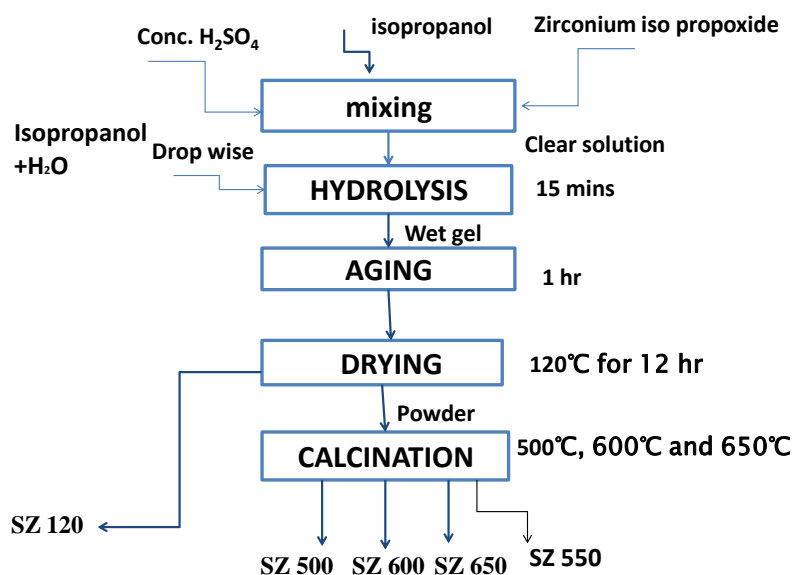 Conc. H₂SO₄
isopropanol
Zirconium iso propoxide
mixing
Isopropanol
+H₂O
Drop wise
Clear solution
HYDROLYSIS
15 mins
Wet gel
AGING
1 hr
DRYING
120℃ for 12 hr
Powder
CALCINATION
500℃, 600℃ and 650℃
SZ 120
SZ 500
SZ 600
SZ 650
SZ 550